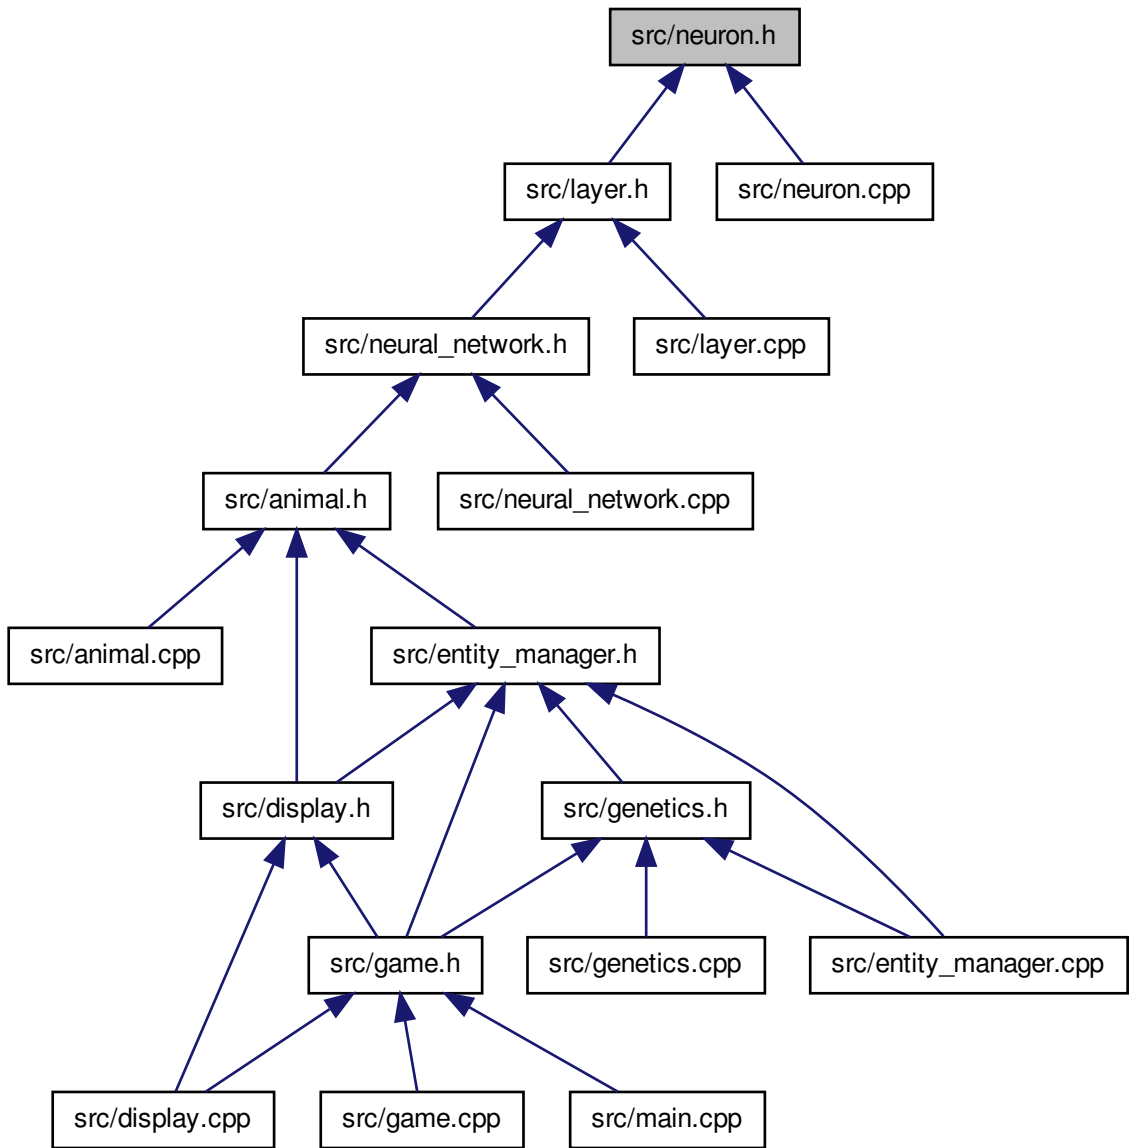 src/neuron.h
src/layer.h
src/neuron.cpp
src/neural_network.h
src/layer.cpp
src/animal.h
src/neural_network.cpp
src/animal.cpp
src/entity_manager.h
src/display.h
src/genetics.h
src/game.h
src/genetics.cpp
src/entity_manager.cpp
src/display.cpp
src/game.cpp
src/main.cpp